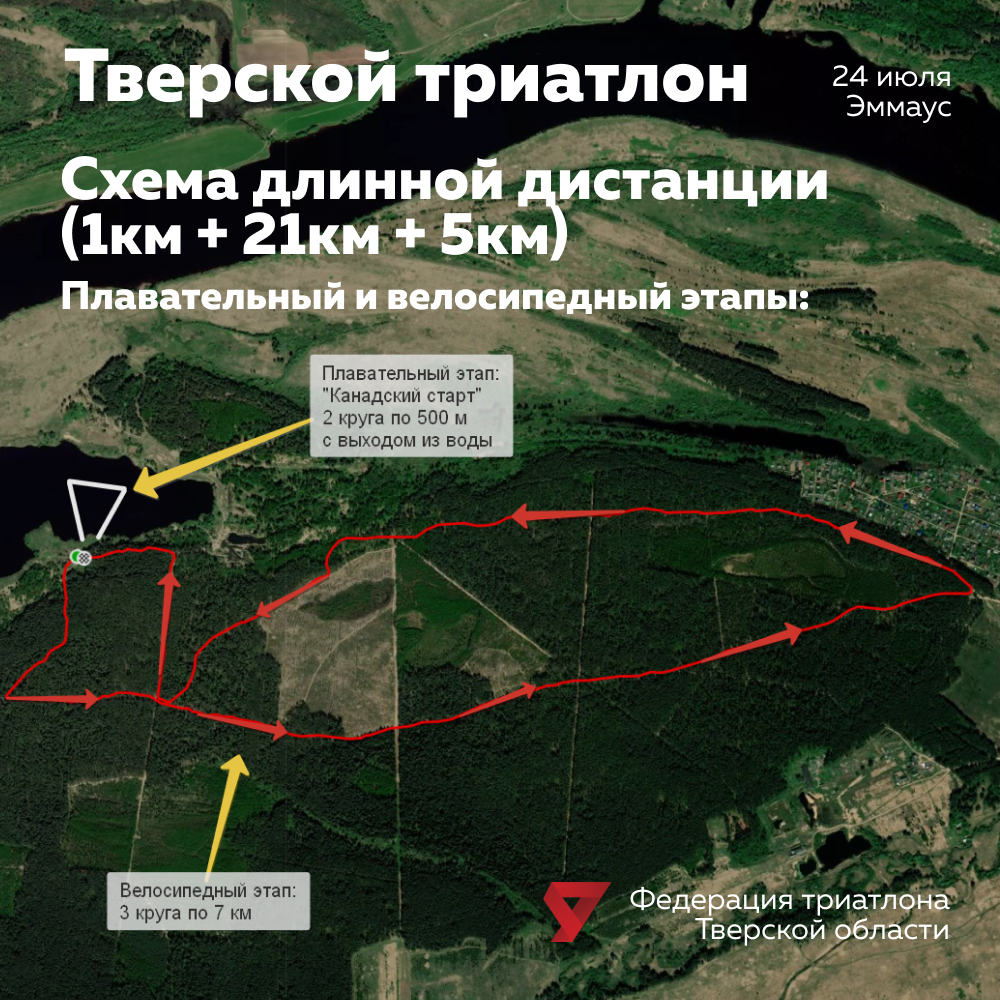 Тверской триатлон
24 июля
Эммаус
Схема длинной дистанции
(1км + 21км + 5км)
Плавательный и велосипедный этапы:
Плавательный этап:
"Канадский старт"
2 круга по 500 м
с выходом из воды
Велосипедный этап:
3 круга по 7 км
Федерация триатлона
Тверской области